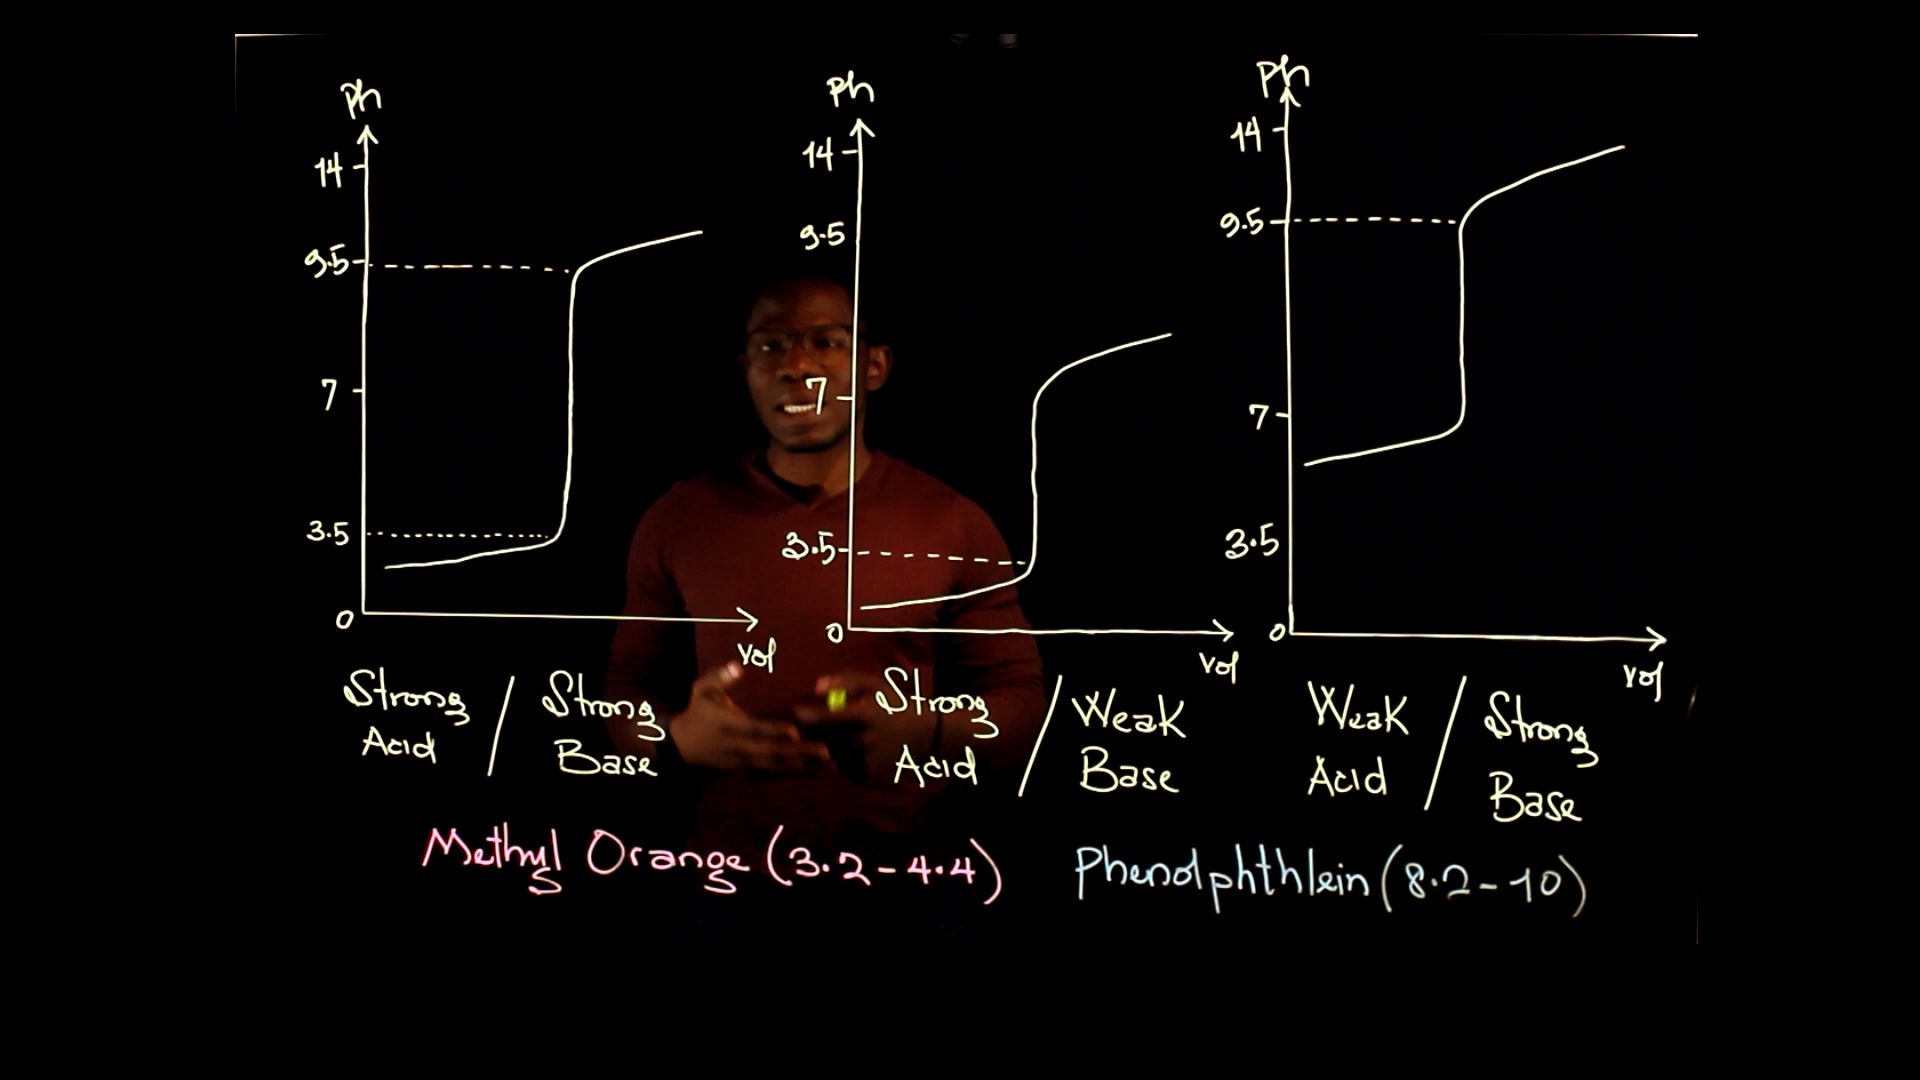 Ph
14
9.5
7
3.5
0
Vol
Strong Acid / Strong Base
Ph
14
9.5
7
3.5
0
Vol
Strong Acid / Weak Base
Ph
14
9.5
7
3.5
0
Vol
Weak Acid / Strong Base
Methyl Orange (3.2-4.4)
Phenolphthlein (8.2-10)